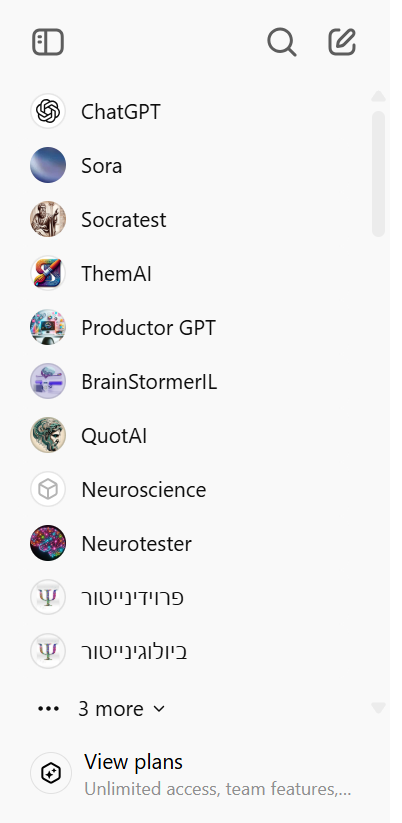 ChatGPT
Sora
Socratest
ThemAI
Productor GPT
BrainStormerIL
QuotAI
Neuroscience
Neurotester
פרוידינייטור
ביולוגינייטור
3 more
View plans
Unlimited access, team features,...